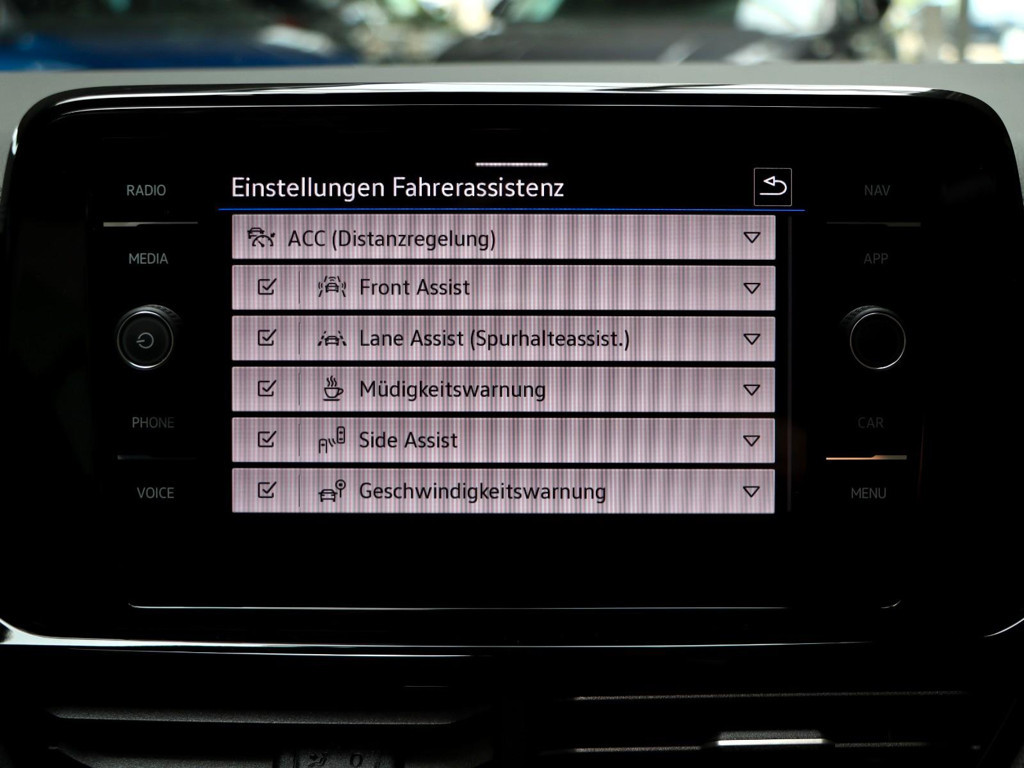 Einstellungen Fahrerassistenz
RADIO
MEDIA
PHONE
VOICE
ACC (Distanzregelung)
Front Assist
Lane Assist (Spurhalteassist.)
Müdigkeitswarnung
Side Assist
Geschwindigkeitswarnung
NAV
APP
CAR
MENU